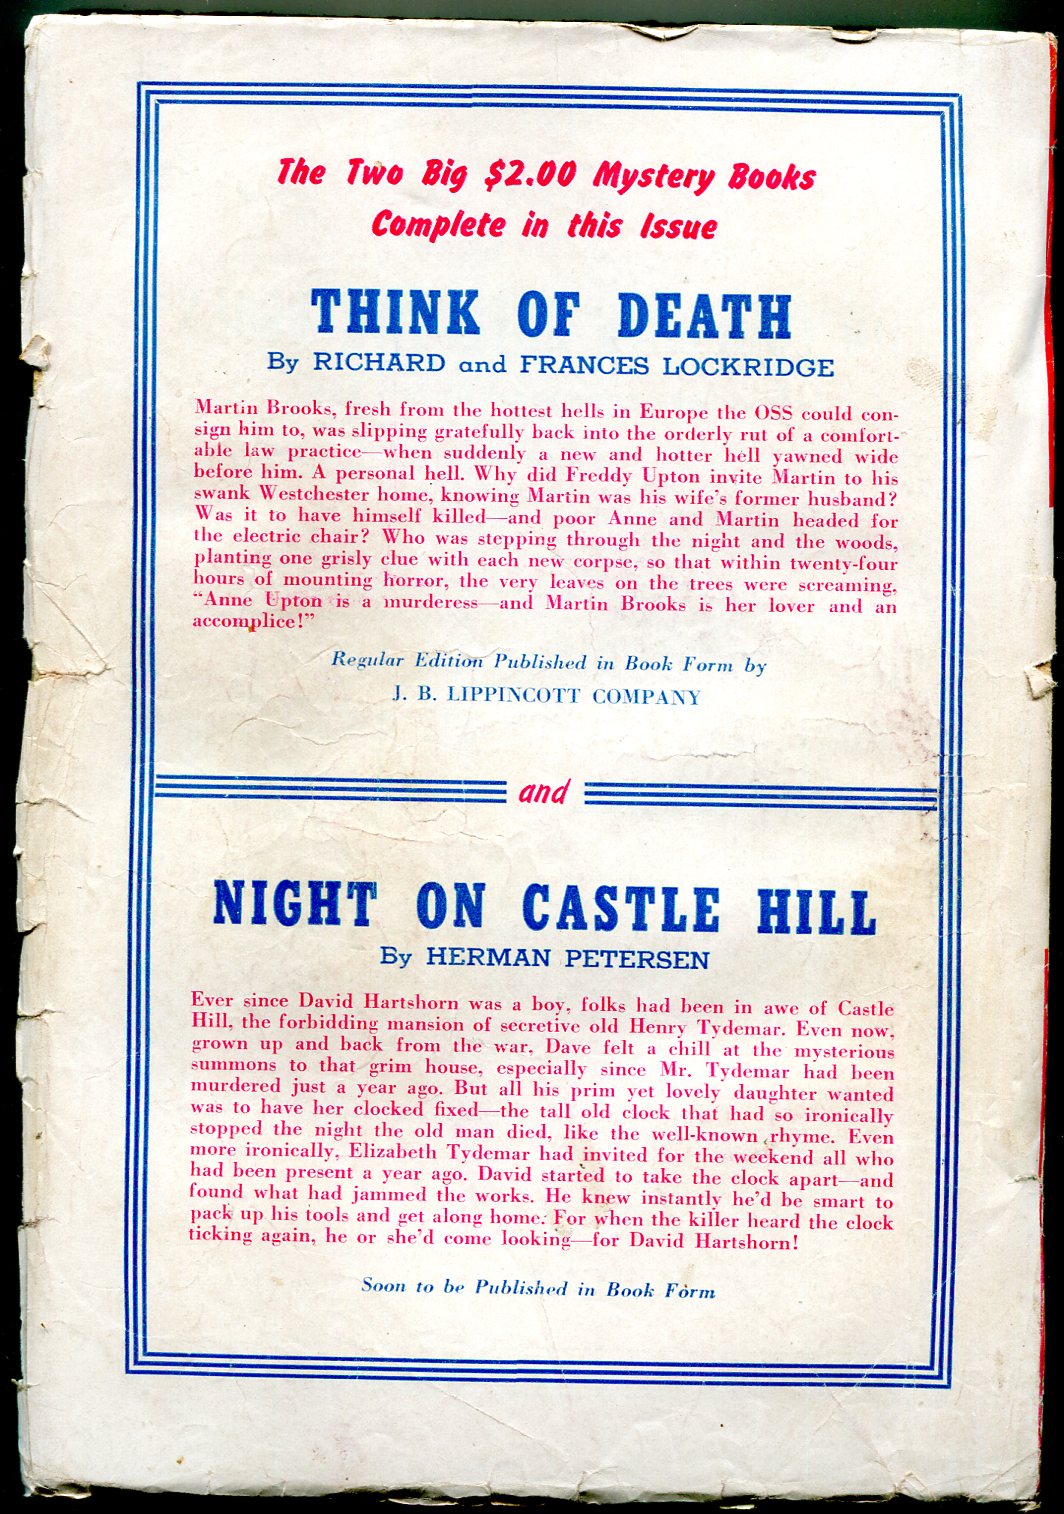 The Two Big $2.00 Mystery Books
Complete in this Issue
THINK OF DEATH
By RICHARD and FRANCES LOCKRIDGE
Martin Brooks, fresh from the hottest hells in Europe the OSS could con-
sign him to, was slipping gratefully back into the orderly rut of a comfort-
able law practice—when suddenly a new and hotter hell yawned wide
before him. A personal hell. Why did Freddy Upton invite Martin to his
swank Westchester home, knowing Martin was his wife's former husband?
Was it to have himself killed—and poor Anne and Martin headed for
the electric chair? Who was stepping through the night and the woods,
planting one grisly clue with each new corpse, so that within twenty-four
hours of mounting horror, the very leaves on the trees were screaming,
“Anne Upton is a murderess—and Martin Brooks is her lover and an
accomplice!”
Regular Edition Published in Book Form by
J. B. LIPPINCOTT COMPANY
and
NIGHT ON CASTLE HILL
By HERMAN PETERSEN
Ever since David Hartshorn was a boy, folks had been in awe of Castle
Hill, the forbidding mansion of secretive old Henry Tydemar. Even now,
grown up and back from the war, Dave felt a chill at the mysterious
summons to that grim house, especially since Mr. Tydemar had been
murdered just a year ago. But all his prim yet lovely daughter wanted
was to have her clocked fixed—the tall old clock that had so ironically
stopped the night the old man died, like the well-known rhyme. Even
more ironically, Elizabeth Tydemar had invited for the weekend all who
had been present a year ago. David started to take the clock apart—and
found what had jammed the works. He knew instantly he'd be smart to
pack up his tools and get along home. For when the killer heard the clock
ticking again, he or she'd come looking—for David Hartshorn!
Soon to be Published in Book Form